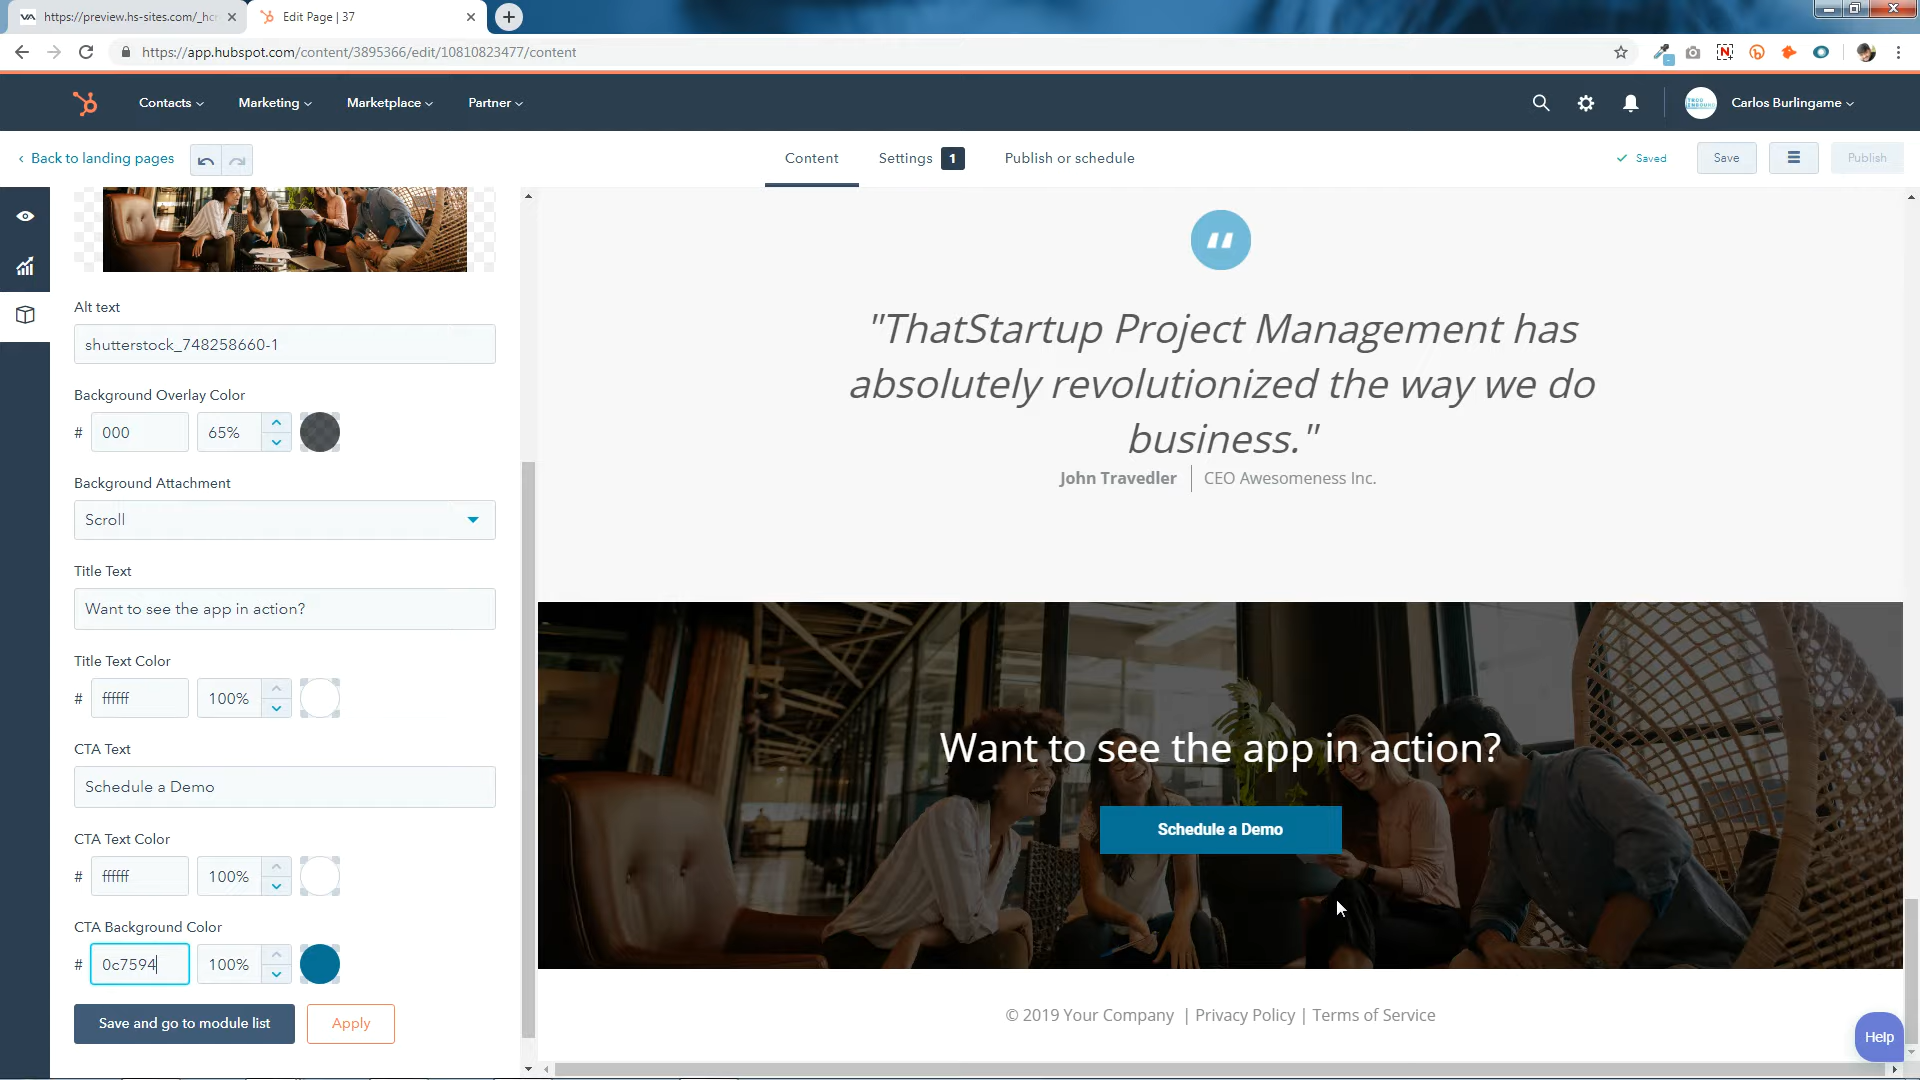 https://preview.hs-sites.com/_hc
Edit Page | 37
https://app.hubspot.com/content/3895366/edit/10810823477/content
Contacts
Marketing
Marketplace
Partner
Carlos Burlingame
Back to landing pages
Content
Settings 1
Publish or schedule
Saved
Save
Publish
Alt text
shutterstock_748258660-1
Background Overlay Color
# 000 65%
Background Attachment
Scroll
Title Text
Want to see the app in action?
Title Text Color
# ffffff 100%
CTA Text
Schedule a Demo
CTA Text Color
# ffffff 100%
CTA Background Color
# 0c7594 100%
Save and go to module list
Apply
"ThatStartup Project Management has
absolutely revolutionized the way we do
business."
John Travedler | CEO Awesomeness Inc.
Want to see the app in action?
Schedule a Demo
© 2019 Your Company | Privacy Policy | Terms of Service
Help